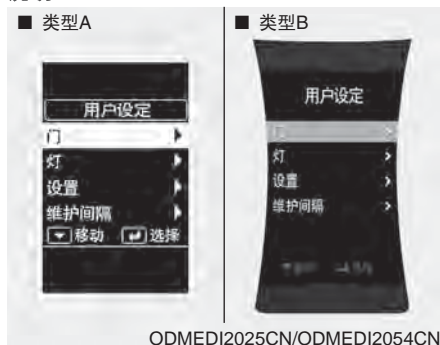 ■ 类型A
用户设定
门
灯
设置
维护间隔
移动 选择
■ 类型B
用户设定
门
灯
设置
维护间隔
ODMEDI2025CN/ODMEDI2054CN